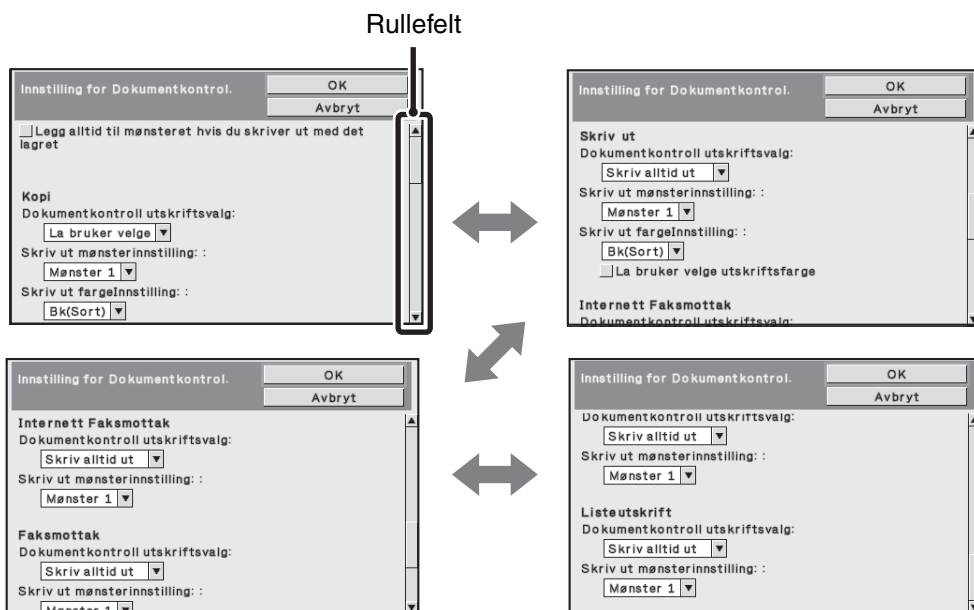 Rullefelt
Innstilling for Dokumentkontrol.
OK
Avbryt
Legg alltid til mønsteret hvis du skriver ut med det
lagret
Kopi
Dokumentkontroll utskriftsvalg:
La bruker velge
Skriv ut mønsterinnstilling: :
Mønster 1
Skriv ut fargeInnstilling: :
Bk(Sort)
Innstilling for Dokumentkontrol.
OK
Avbryt
Skriv ut
Dokumentkontroll utskriftsvalg:
Skriv alltid ut
Skriv ut mønsterinnstilling: :
Mønster 1
Skriv ut fargeInnstilling: :
Bk(Sort)
La bruker velge utskriftsfarge
Internett Faksmottak
Dokumentkontroll utskriftsvalg:
Innstilling for Dokumentkontrol.
OK
Avbryt
Internett Faksmottak
Dokumentkontroll utskriftsvalg:
Skriv alltid ut
Skriv ut mønsterinnstilling: :
Mønster 1
Faksmottak
Dokumentkontroll utskriftsvalg:
Skriv alltid ut
Skriv ut mønsterinnstilling: :
Mønster 1
Innstilling for Dokumentkontrol.
OK
Avbryt
Dokumentkontroll utskriftsvalg:
Skriv alltid ut
Skriv ut mønsterinnstilling: :
Mønster 1
Listeutskrift
Dokumentkontroll utskriftsvalg:
Skriv alltid ut
Skriv ut mønsterinnstilling: :
Mønster 1